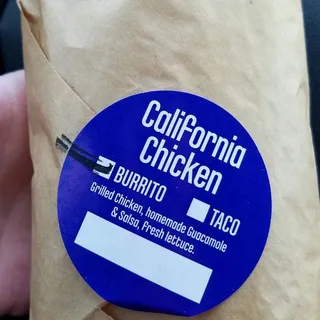 California
Chicken
BURRITO
TACO
Grilled Chicken, homemade Guacamole
& Salsa, Fresh lettuce.